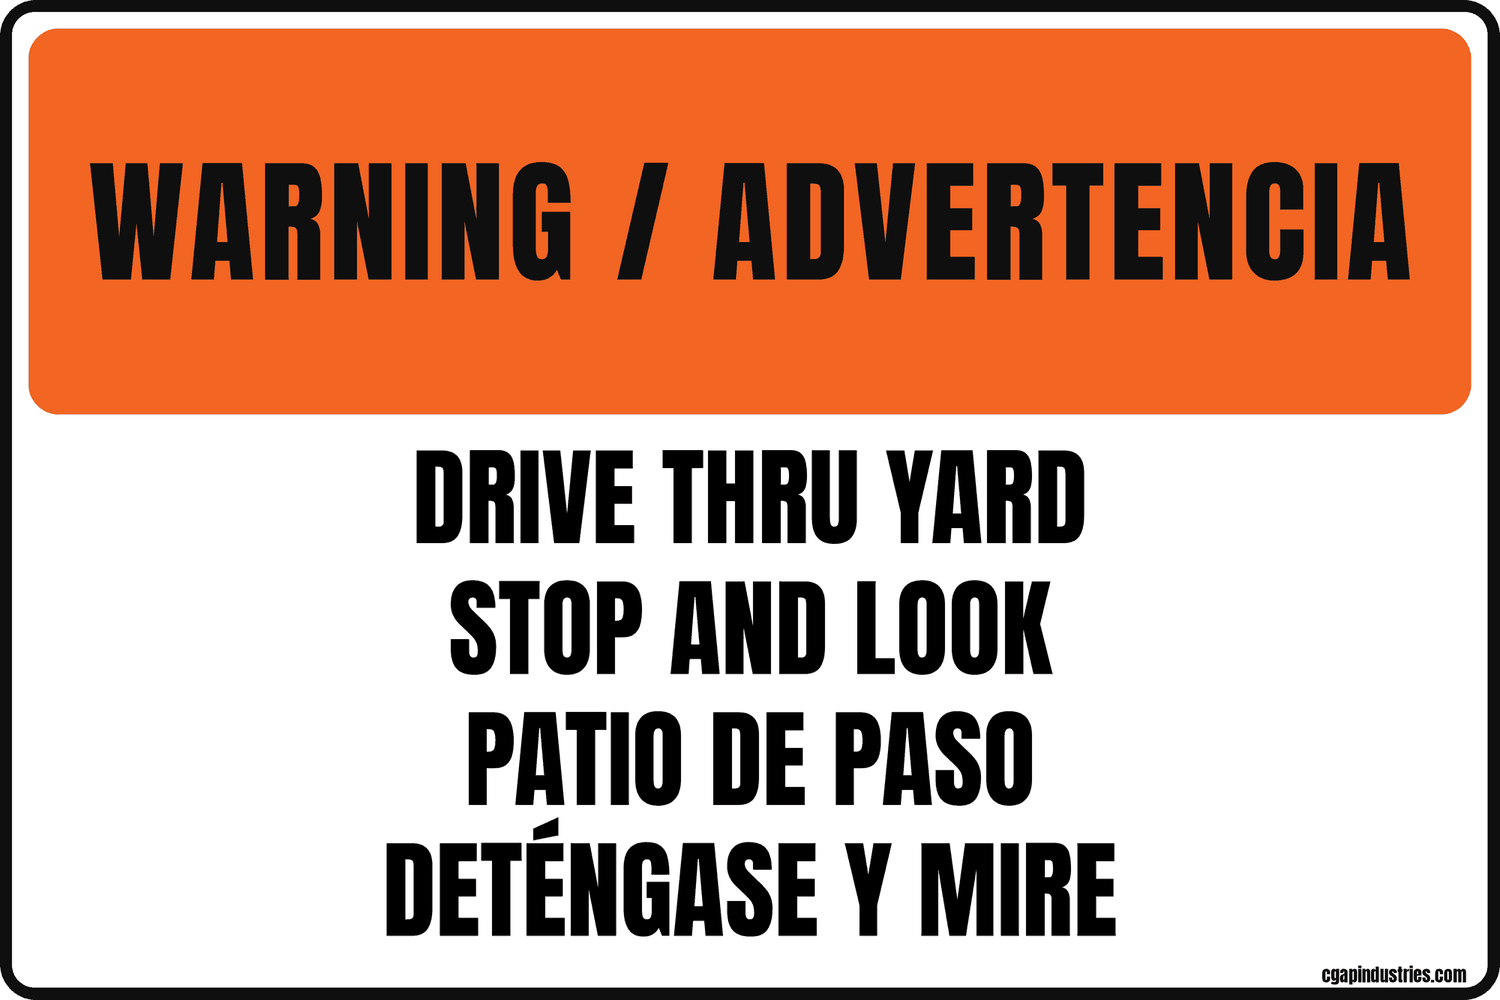 WARNING / ADVERTENCIA
DRIVE THRU YARD
STOP AND LOOK
PATIO DE PASO
DETÉNGASE Y MIRE
cgapindustries.com